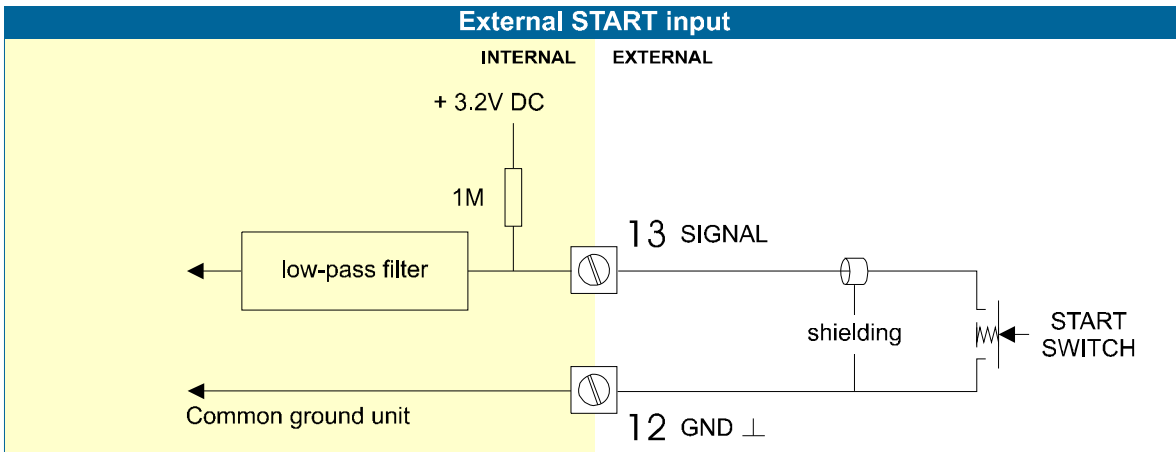 External START input
INTERNAL
EXTERNAL
+ 3.2V DC
1M
13 SIGNAL
low-pass filter
shielding
START
SWITCH
Common ground unit
12 GND ⊥